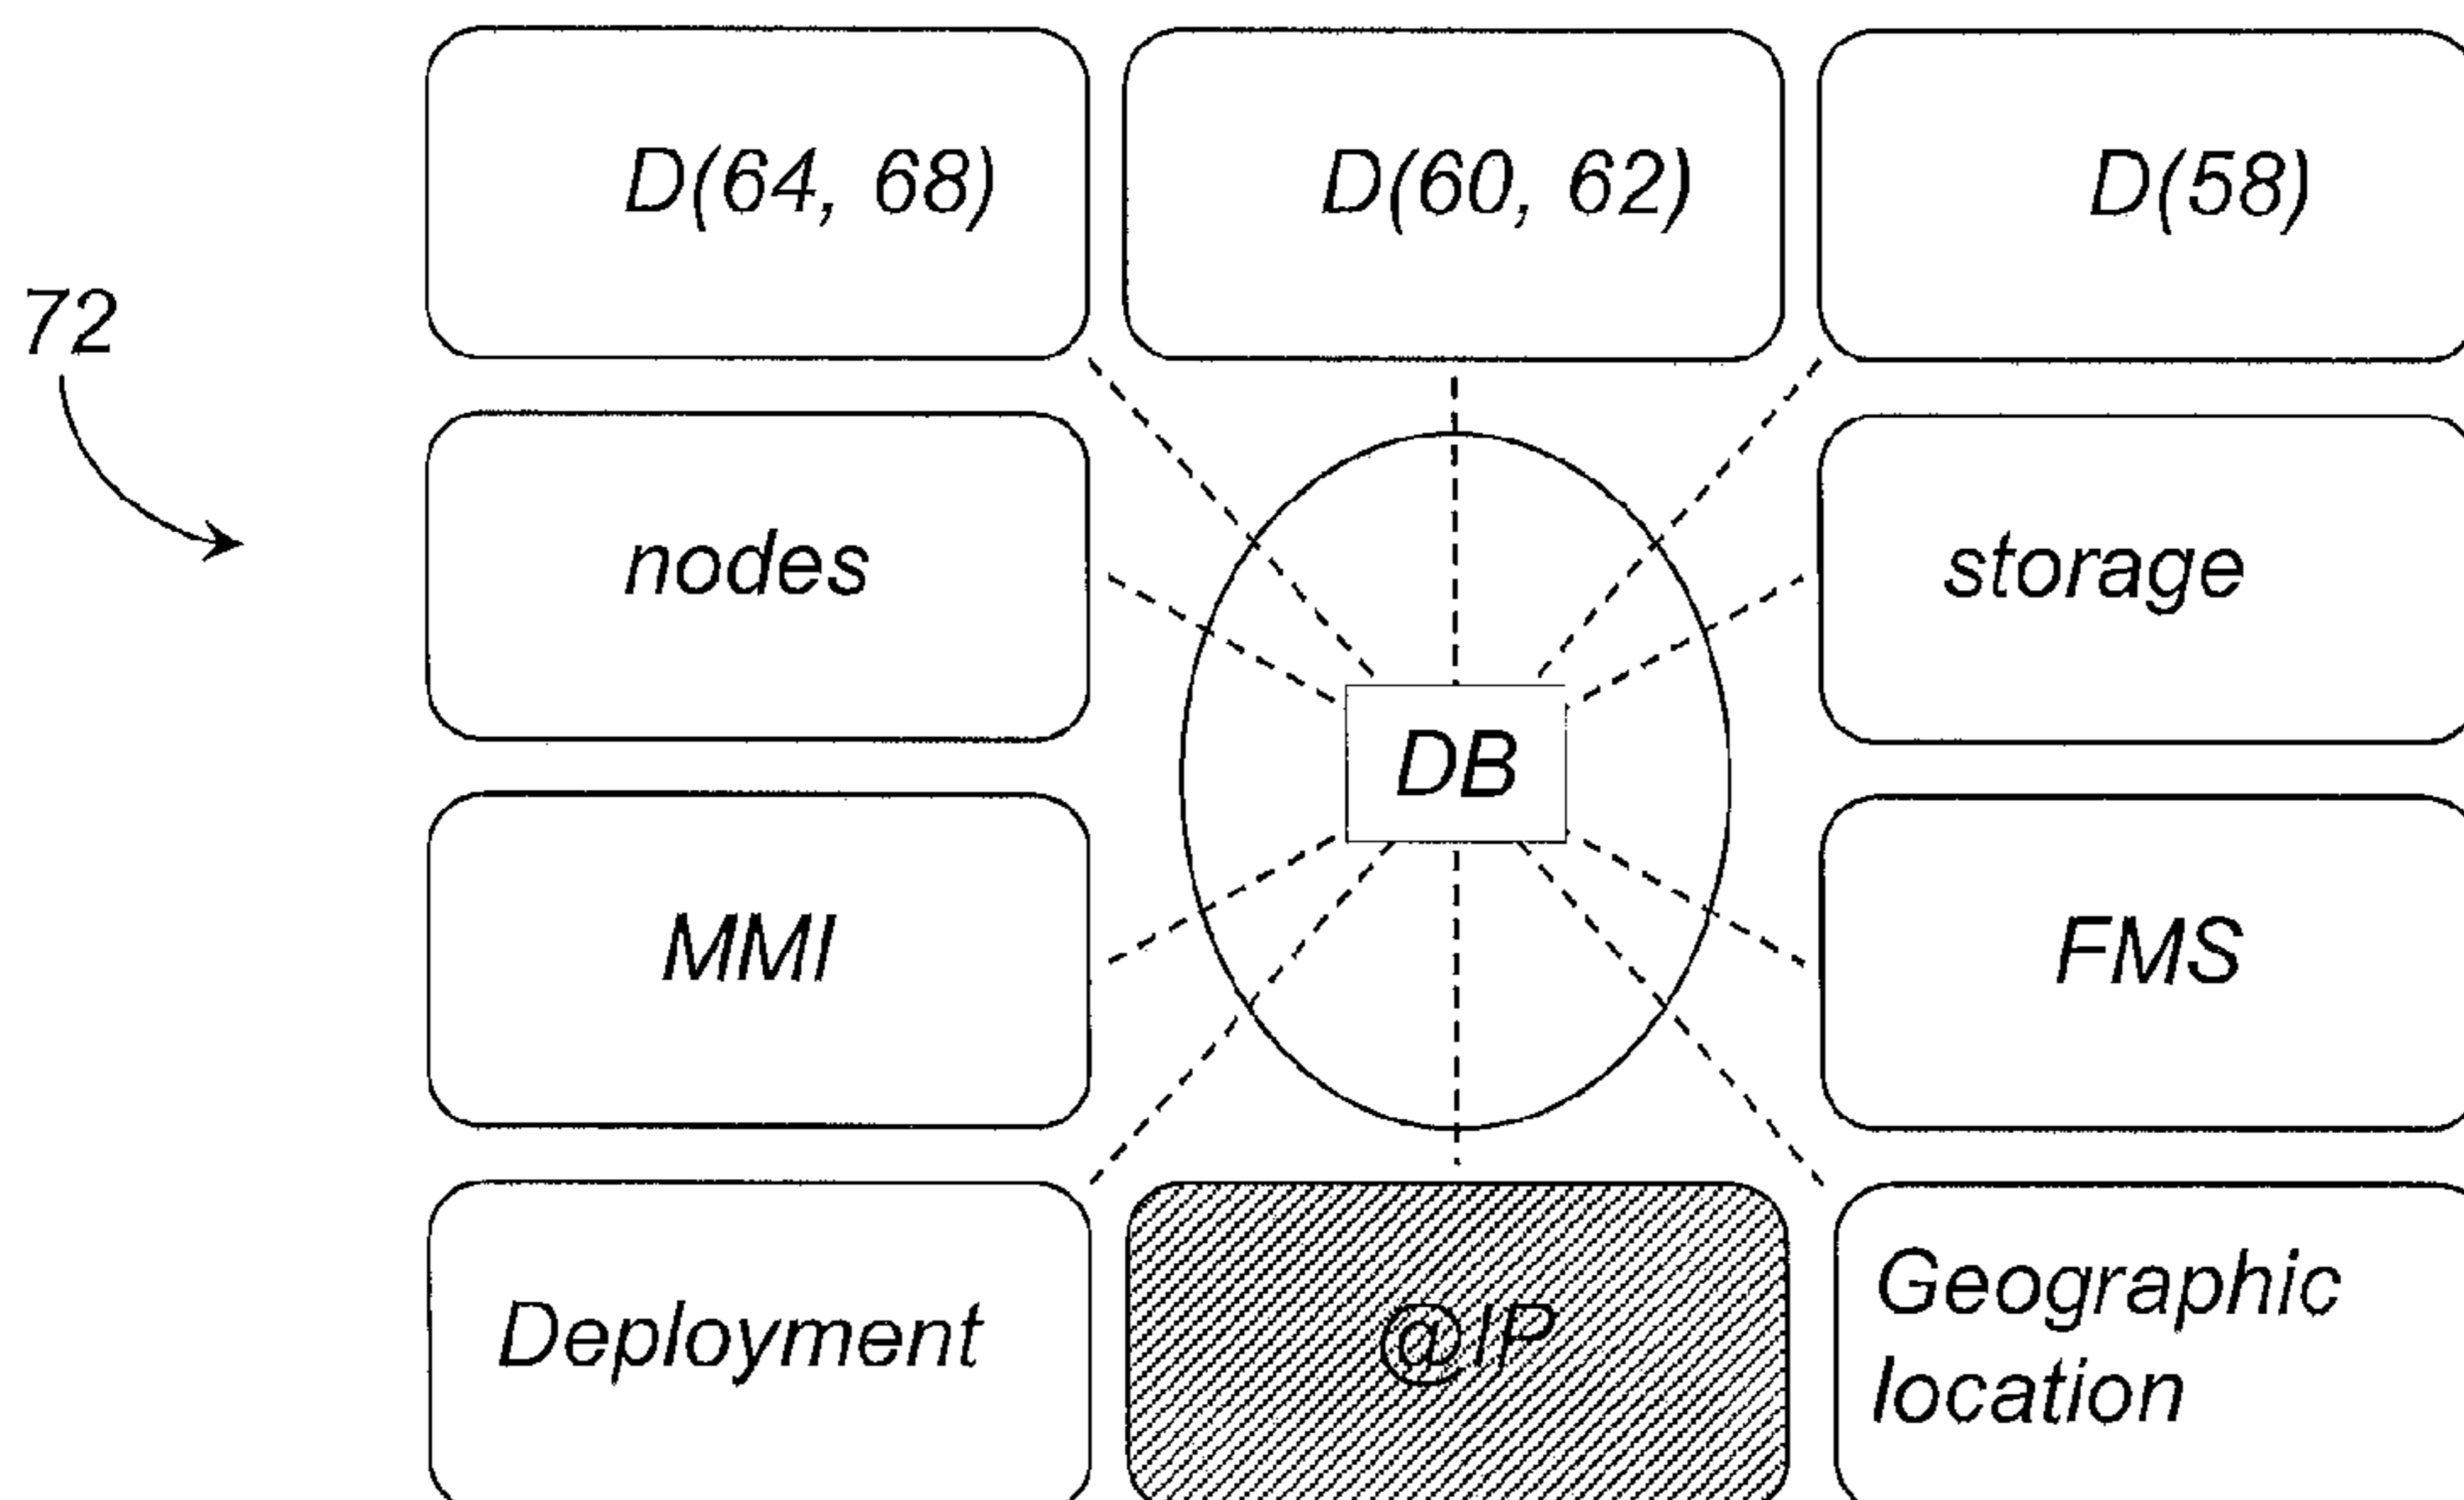 D(64, 68)
D(60, 62)
D(58)
72
nodes
storage
DB
MMI
FMS
Deployment
@IP
Geographic
location